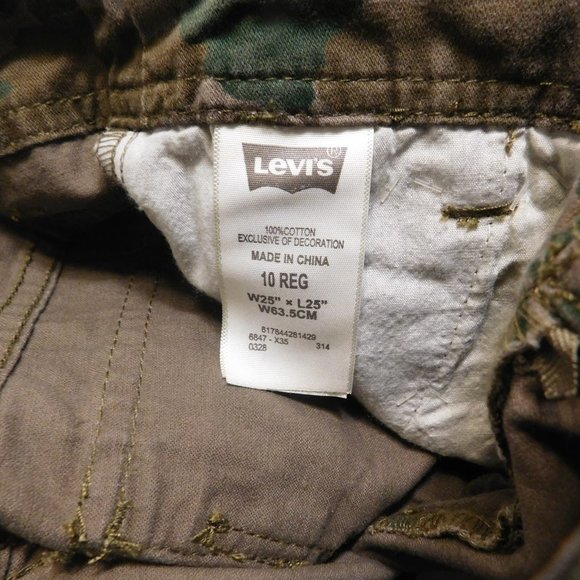 LEVI'S
100%COTTON
EXCLUSIVE OF DECORATION
MADE IN CHINA
10 REG
W25" x L25"
W63.5CM
617844281429
6847 - X35 314
0328